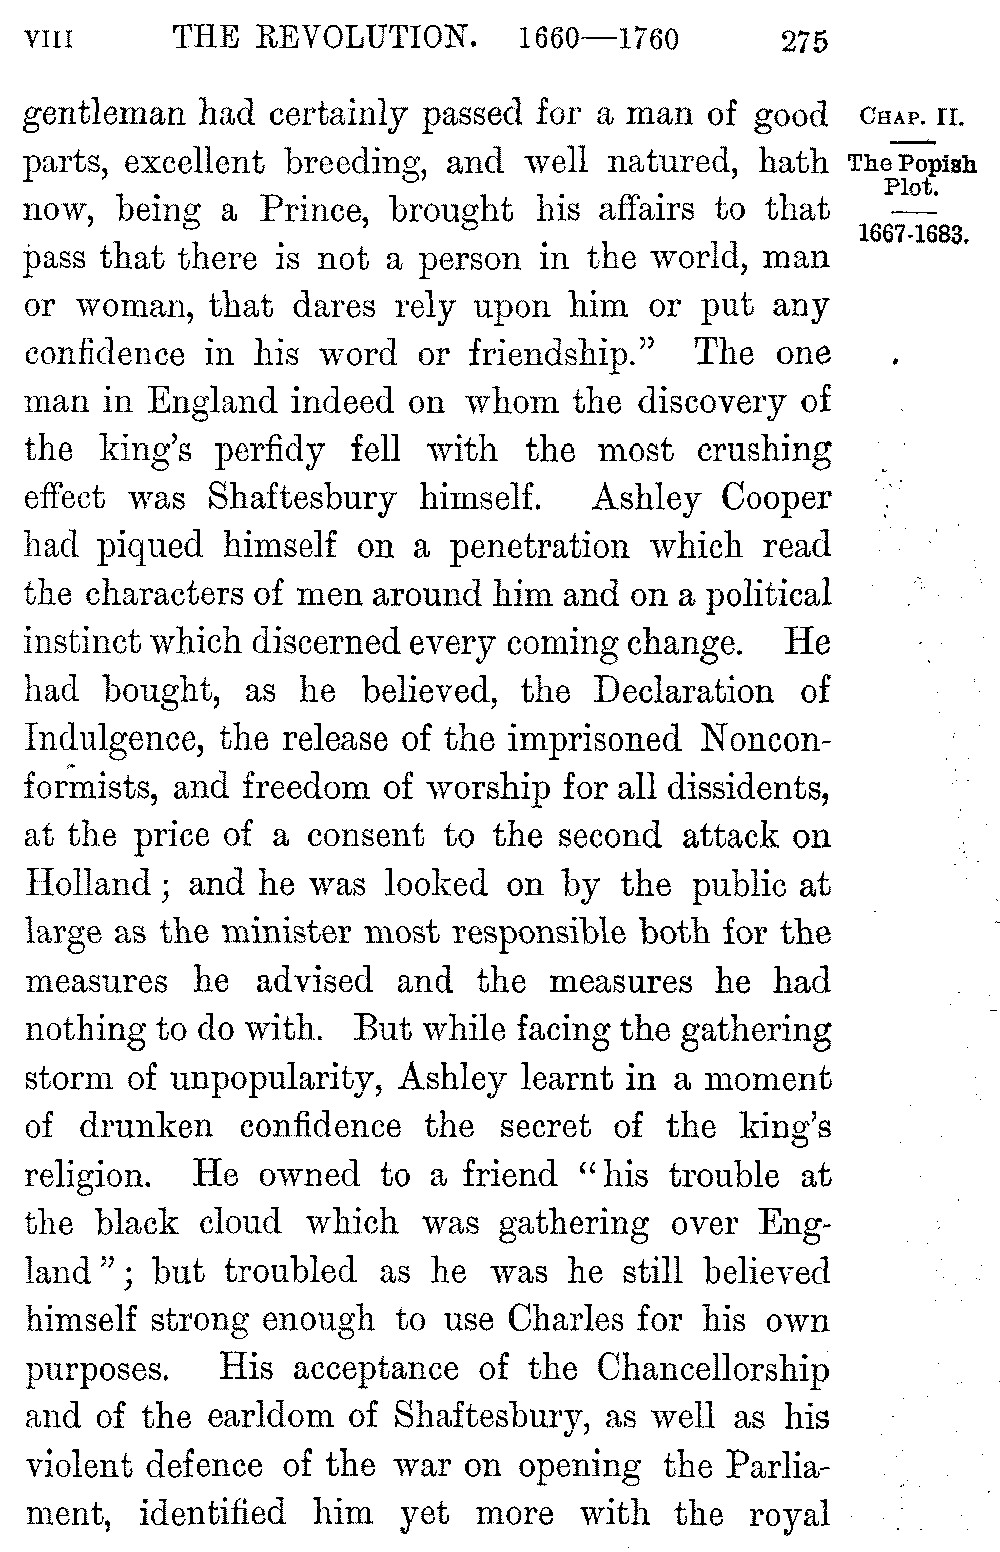 VIII THE REVOLUTION. 1660—1760 275
gentleman had certainly passed for a man of good
parts, excellent breeding, and well natured, hath
now, being a Prince, brought his affairs to that
pass that there is not a person in the world, man
or woman, that dares rely upon him or put any
confidence in his word or friendship.” The one
man in England indeed on whom the discovery of
the king’s perfidy fell with the most crushing
effect was Shaftesbury himself. Ashley Cooper
had piqued himself on a penetration which read
the characters of men around him and on a political
instinct which discerned every coming change. He
had bought, as he believed, the Declaration of
Indulgence, the release of the imprisoned Noncon-
formists, and freedom of worship for all dissidents,
at the price of a consent to the second attack on
Holland ; and he was looked on by the public at
large as the minister most responsible both for the
measures he advised and the measures he had
nothing to do with. But while facing the gathering
storm of unpopularity, Ashley learnt in a moment
of drunken confidence the secret of the king’s
religion. He owned to a friend “his trouble at
the black cloud which was gathering over Eng-
land” ; but troubled as he was he still believed
himself strong enough to use Charles for his own
purposes. His acceptance of the Chancellorship
and of the earldom of Shaftesbury, as well as his
violent defence of the war on opening the Parlia-
ment, identified him yet more with the royal
CHAP. II.
The Popish
Plot.
1667-1683.